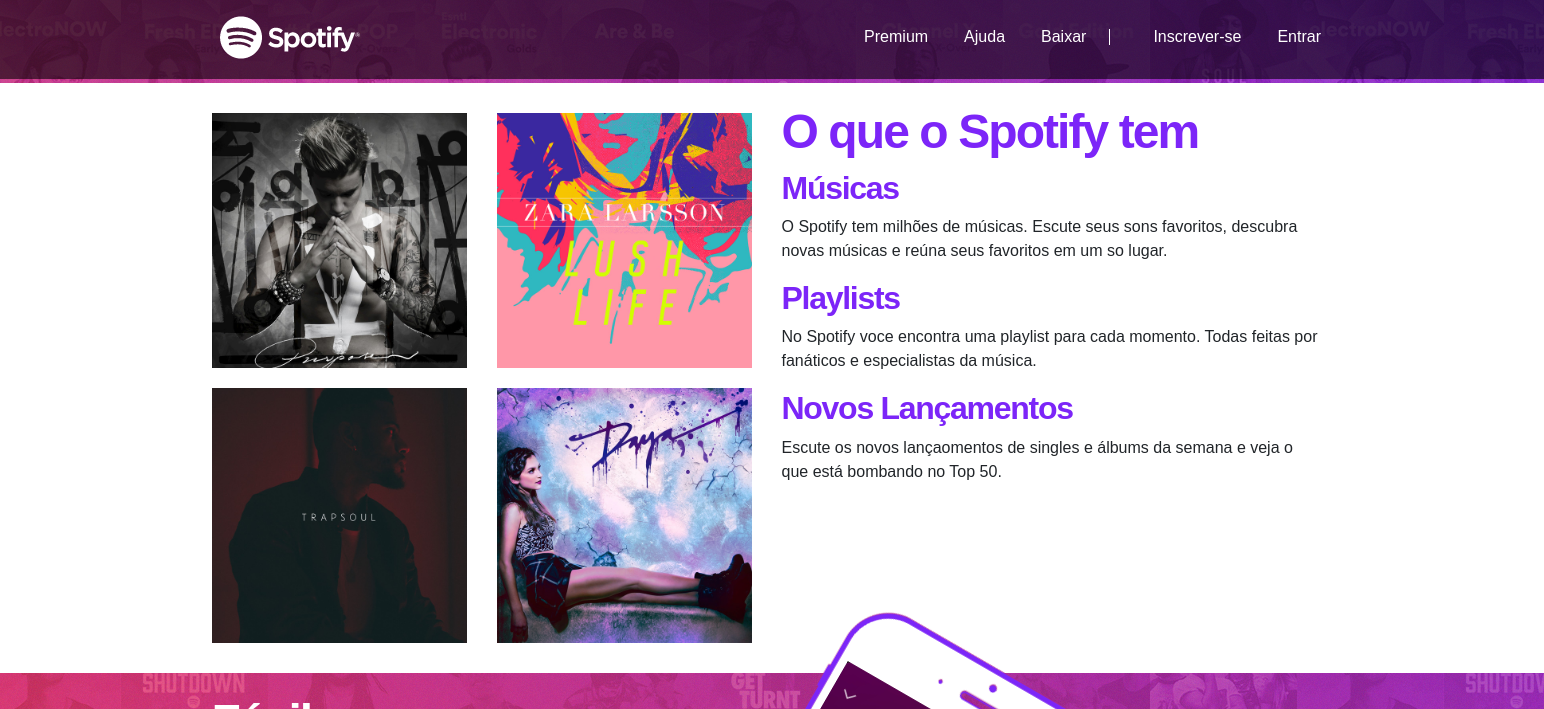 Spotify
Premium
Ajuda
Baixar
Inscrever-se
Entrar
O que o Spotify tem
Músicas
O Spotify tem milhões de músicas. Escute seus sons favoritos, descubra
novas músicas e reúna seus favoritos em um so lugar.
Playlists
No Spotify voce encontra uma playlist para cada momento. Todas feitas por
fanáticos e especialistas da música.
Novos Lançamentos
Escute os novos lançaomentos de singles e álbums da semana e veja o
que está bombando no Top 50.
Purpose
ZARA LARSSON
LUSH
LIFE
TRAPSOUL
Daya
SHUTDOWN
GET
TURNT